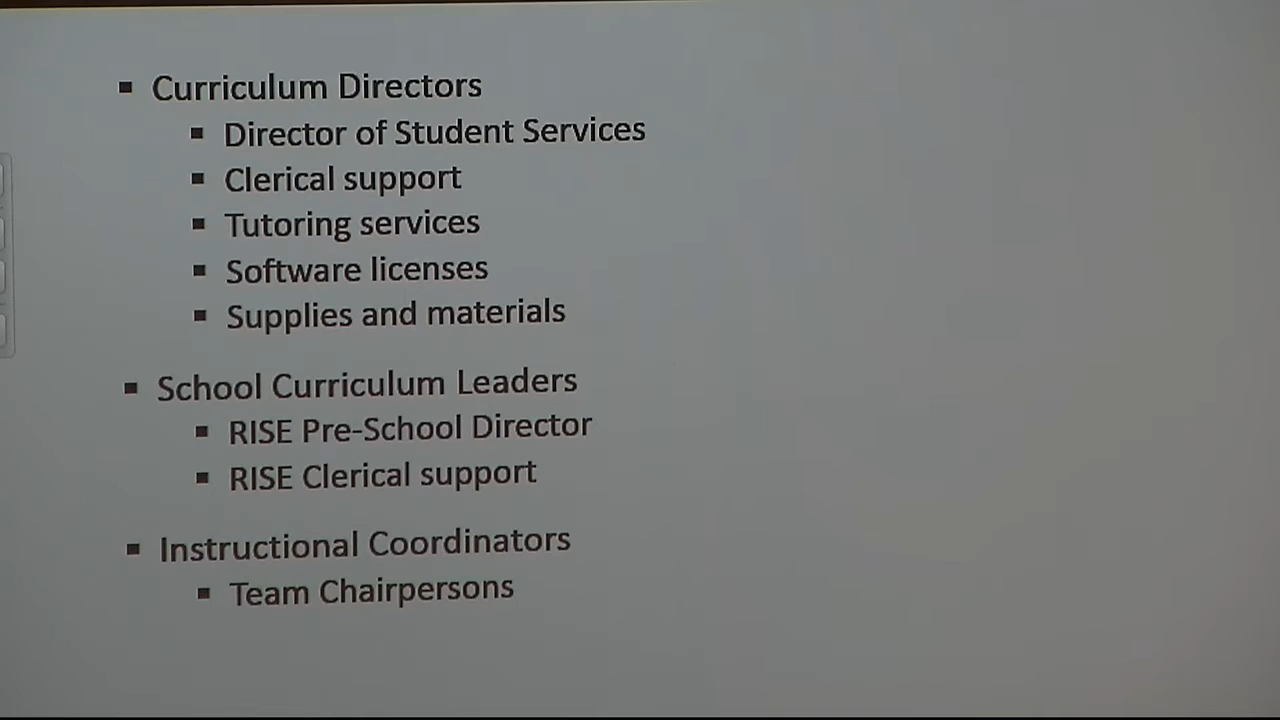 ▪ Curriculum Directors
▪ Director of Student Services
▪ Clerical support
▪ Tutoring services
▪ Software licenses
▪ Supplies and materials
▪ School Curriculum Leaders
▪ RISE Pre-School Director
▪ RISE Clerical support
▪ Instructional Coordinators
▪ Team Chairpersons